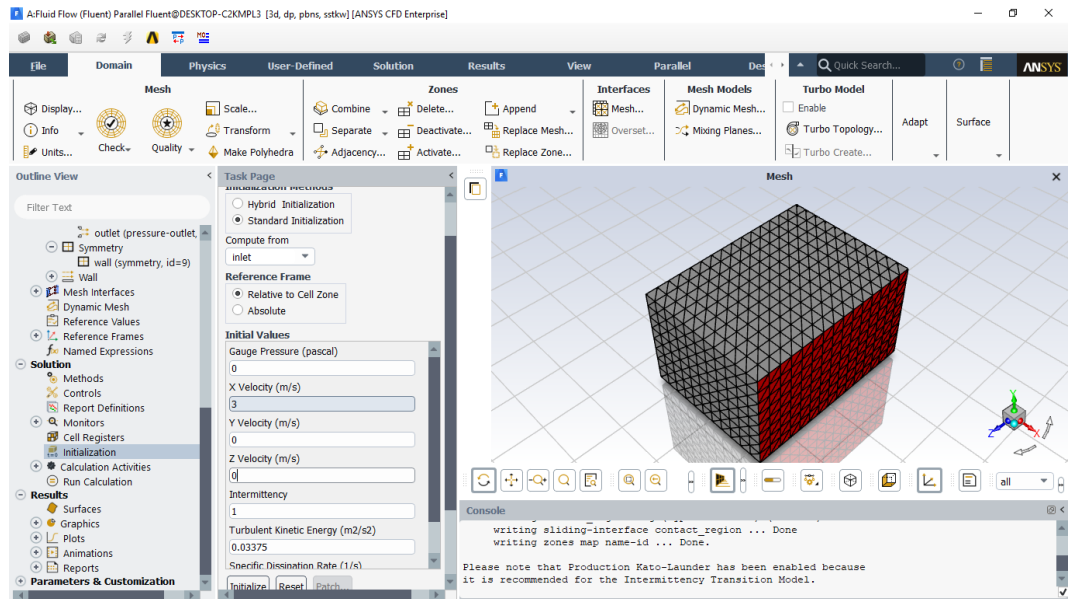 A:Fluid Flow (Fluent) Parallel Fluent@DESKTOP-C2KMPL3 [3d, dp, pbns, sstkw] [ANSYS CFD Enterprise]
File Domain Physics User-Defined Solution Results View Parallel Des Quick Search... ANSYS
Mesh Zones Interfaces Mesh Models Turbo Model
Display... Scale... Combine Delete... Append Mesh... Dynamic Mesh... Enable
Info Transform Separate Deactivate... Replace Mesh... Overset... Mixing Planes... Turbo Topology... Adapt Surface
Units... Check Quality Make Polyhedra Adjacency... Activate... Replace Zone... Turbo Create...
Outline View
Filter Text
outlet (pressure-outlet,
Symmetry
wall (symmetry, id=9)
Wall
Mesh Interfaces
Dynamic Mesh
Reference Values
Reference Frames
Named Expressions
Solution
Methods
Controls
Report Definitions
Monitors
Cell Registers
Initialization
Calculation Activities
Run Calculation
Results
Surfaces
Graphics
Plots
Animations
Reports
Parameters & Customization
Task Page
Initialization Methods
Hybrid Initialization
Standard Initialization
Compute from
inlet
Reference Frame
Relative to Cell Zone
Absolute
Initial Values
Gauge Pressure (pascal)
0
X Velocity (m/s)
3
Y Velocity (m/s)
0
Z Velocity (m/s)
0
Intermittency
1
Turbulent Kinetic Energy (m2/s2)
0.03375
Specific Dissipation Rate (1/s)
Initialize Reset Patch...
Mesh
Y
Z X
all
Console
writing sliding-interface contact_region ... Done
writing zones map name-id ... Done.
Please note that Production Kato-Launder has been enabled because
it is recommended for the Intermittency Transition Model.